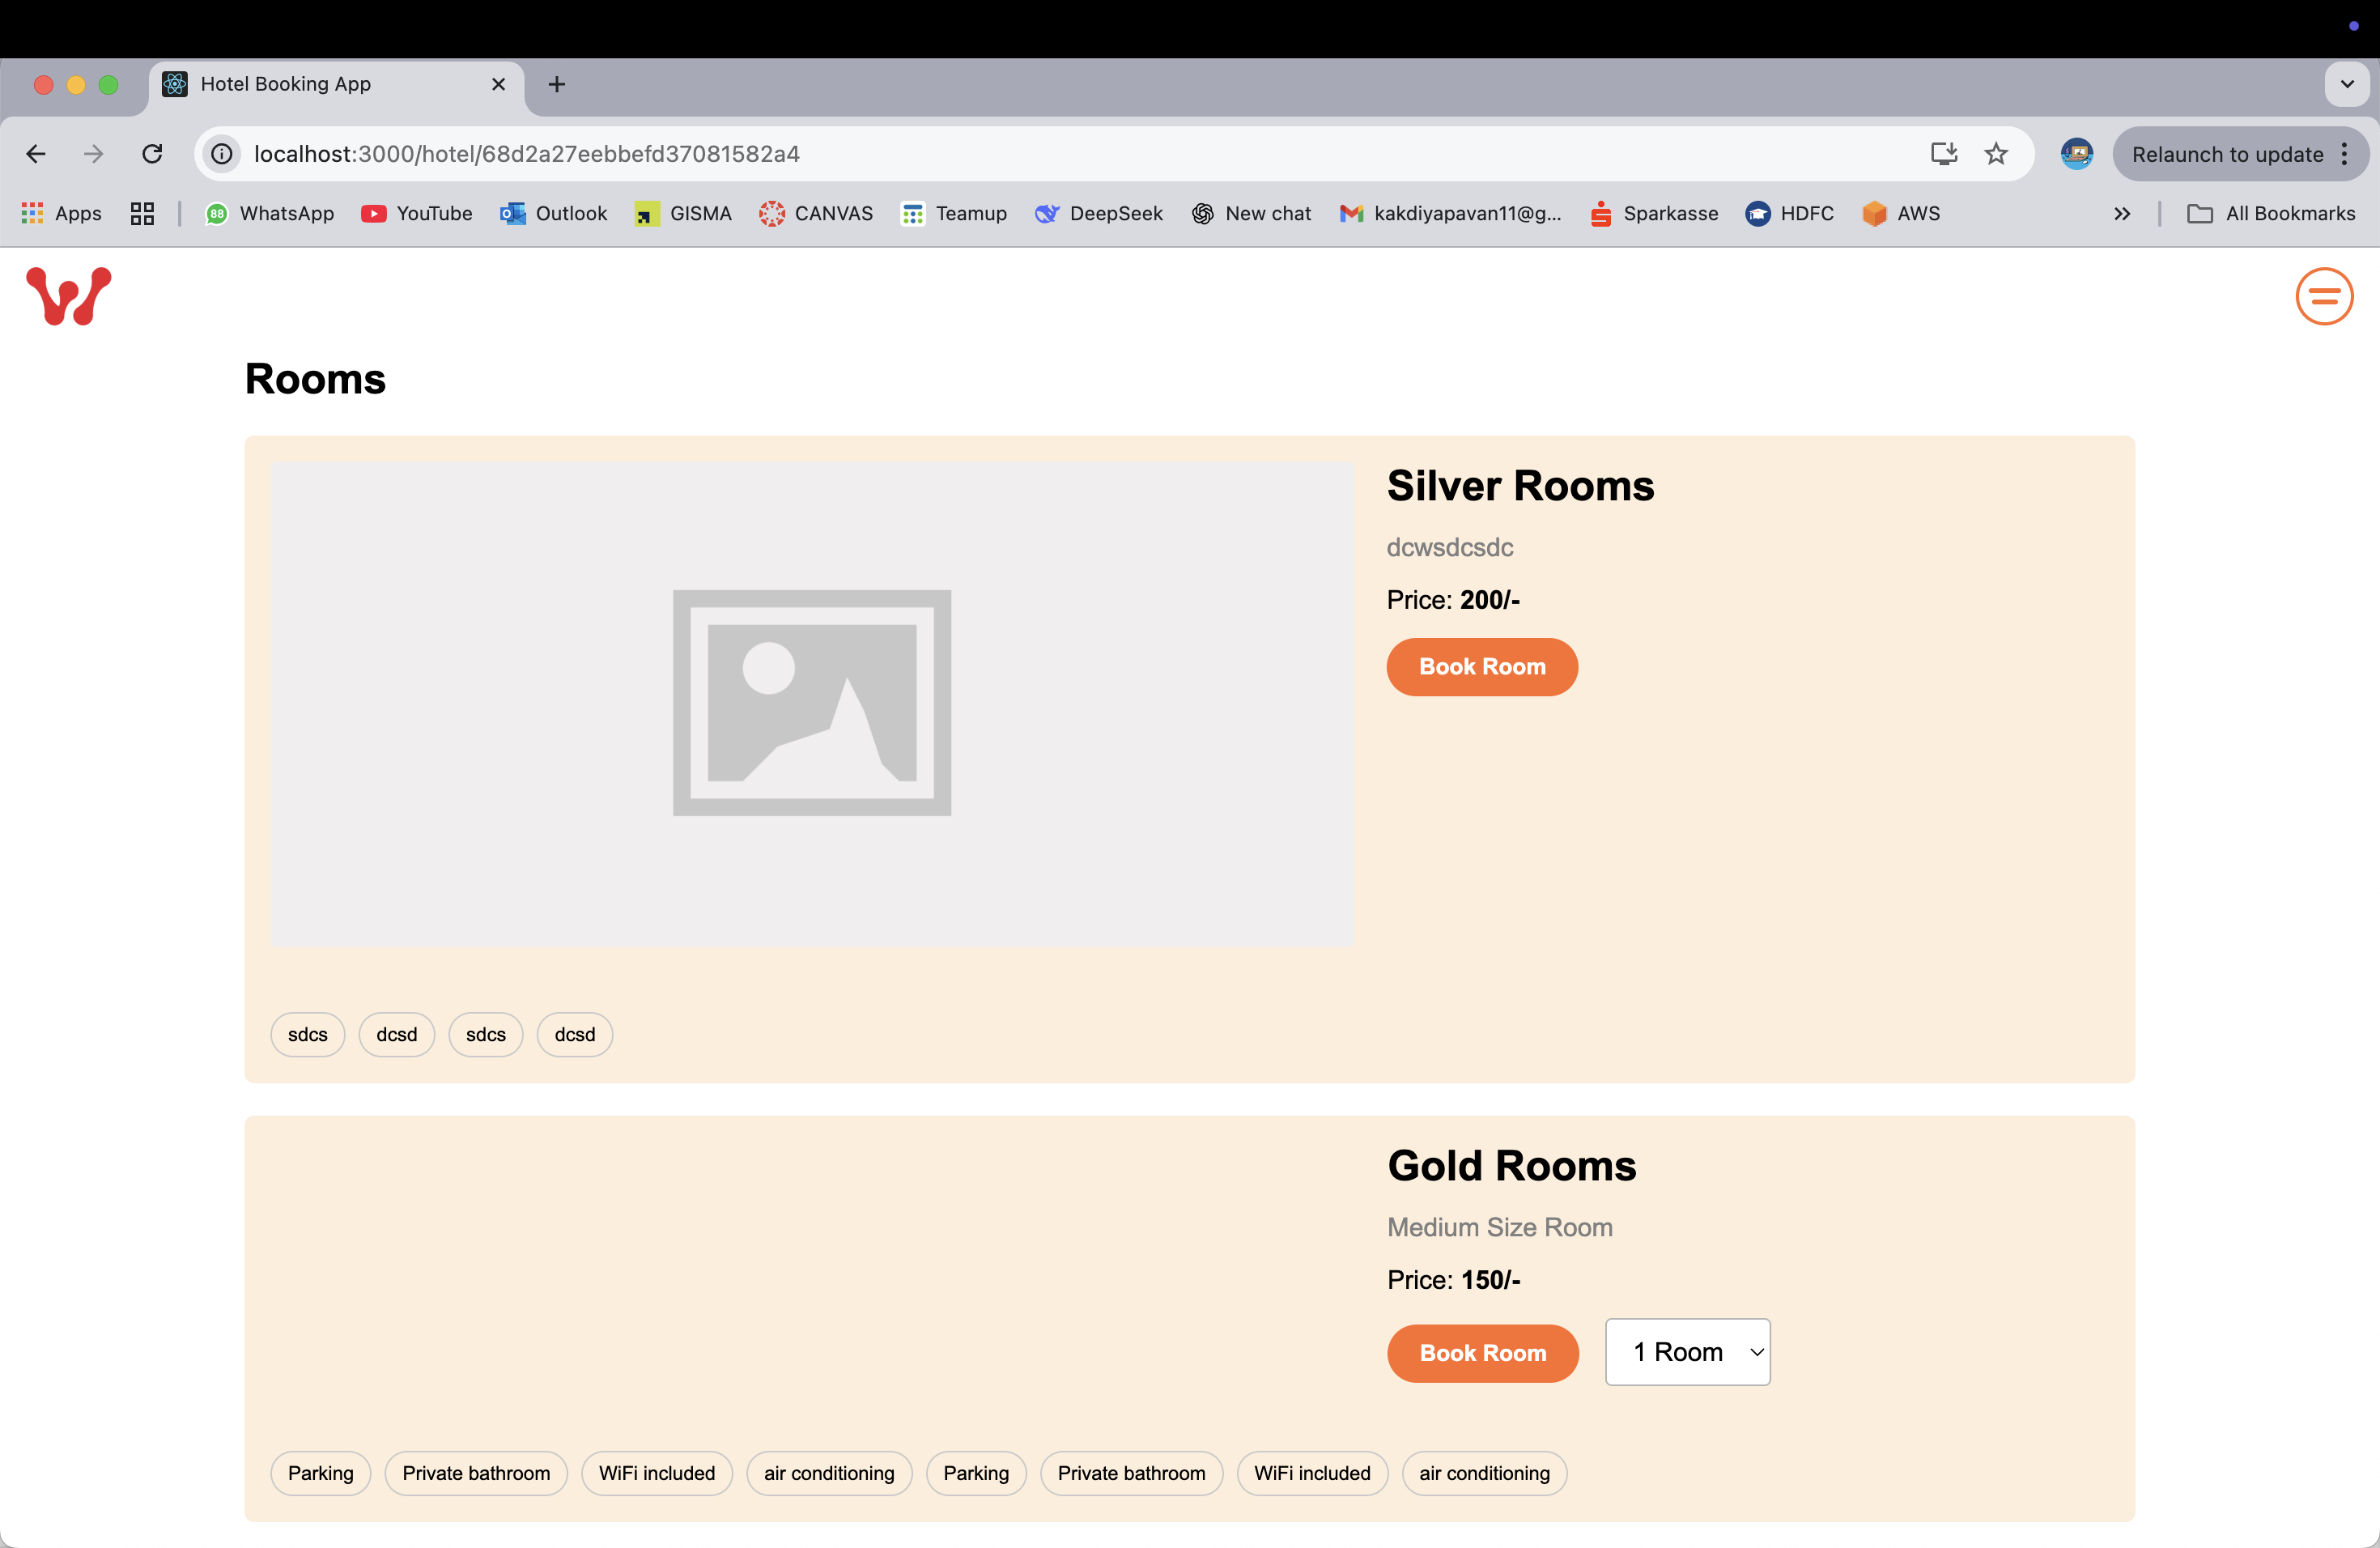 Hotel Booking App
localhost:3000/hotel/68d2a27eebbefd37081582a4
Relaunch to update
Apps
88 WhatsApp
YouTube
Outlook
GISMA
CANVAS
Teamup
DeepSeek
New chat
kakdiyapavan11@g...
Sparkasse
HDFC
AWS
All Bookmarks
Rooms
Silver Rooms
dcwsdcsdc
Price: 200/-
Book Room
sdcs dcsd sdcs dcsd
Gold Rooms
Medium Size Room
Price: 150/-
Book Room 1 Room
Parking Private bathroom WiFi included air conditioning Parking Private bathroom WiFi included air conditioning